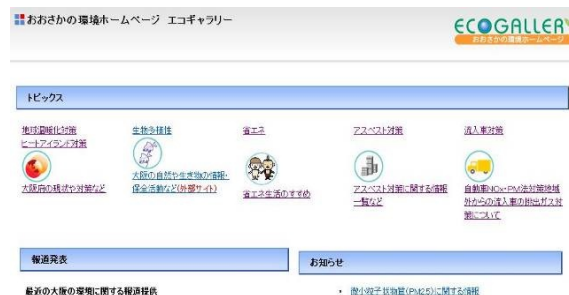 おおさかの環境ホームページ エコギャラリー
ECOGALLERY
おおさかの環境ホームページ
トピックス
地球温暖化対策
ヒートアイランド対策
大阪府の現状や対策など
生物多様性
大阪の自然や生き物の情報・
保全活動など(外部サイト)
省エネ
省エネ生活のすすめ
アスベスト対策
アスベスト対策に関する情報
一覧など
流入車対策
自動車NOx・PM法対策地域
外からの流入車の排出ガス対
策について
報道発表
お知らせ
最近の大阪の環境に関する報道提供
・ 微小粒子状物質(PM2.5)に関する情報